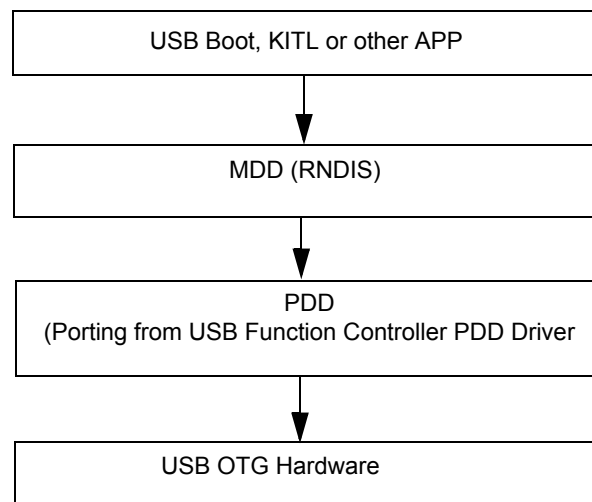 USB Boot, KITL or other APP
MDD (RNDIS)
PDD
(Porting from USB Function Controller PDD Driver
USB OTG Hardware